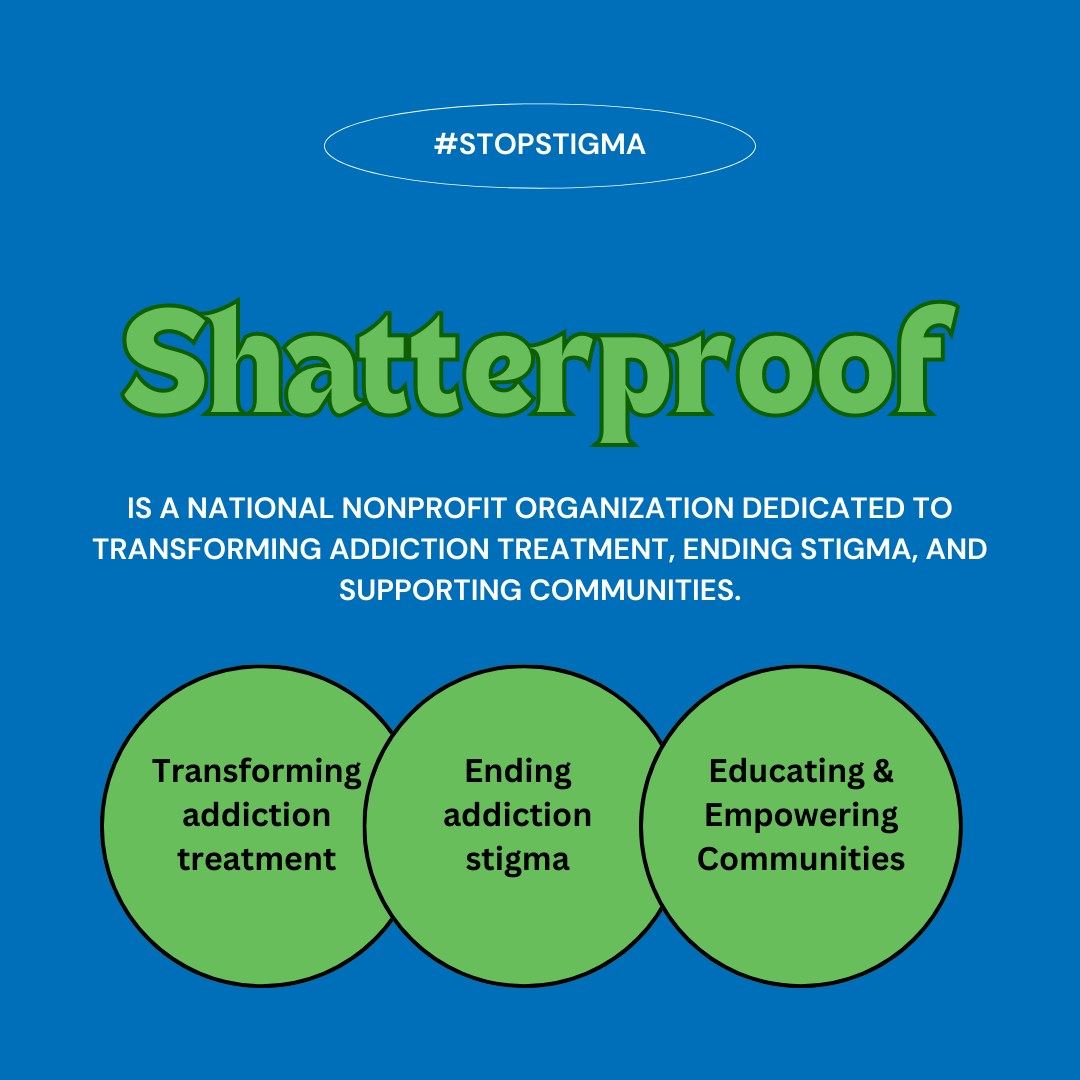 #STOPSTIGMA
Shatterproof
IS A NATIONAL NONPROFIT ORGANIZATION DEDICATED TO
TRANSFORMING ADDICTION TREATMENT, ENDING STIGMA, AND
SUPPORTING COMMUNITIES.
Transforming
addiction
treatment
Ending
addiction
stigma
Educating &
Empowering
Communities